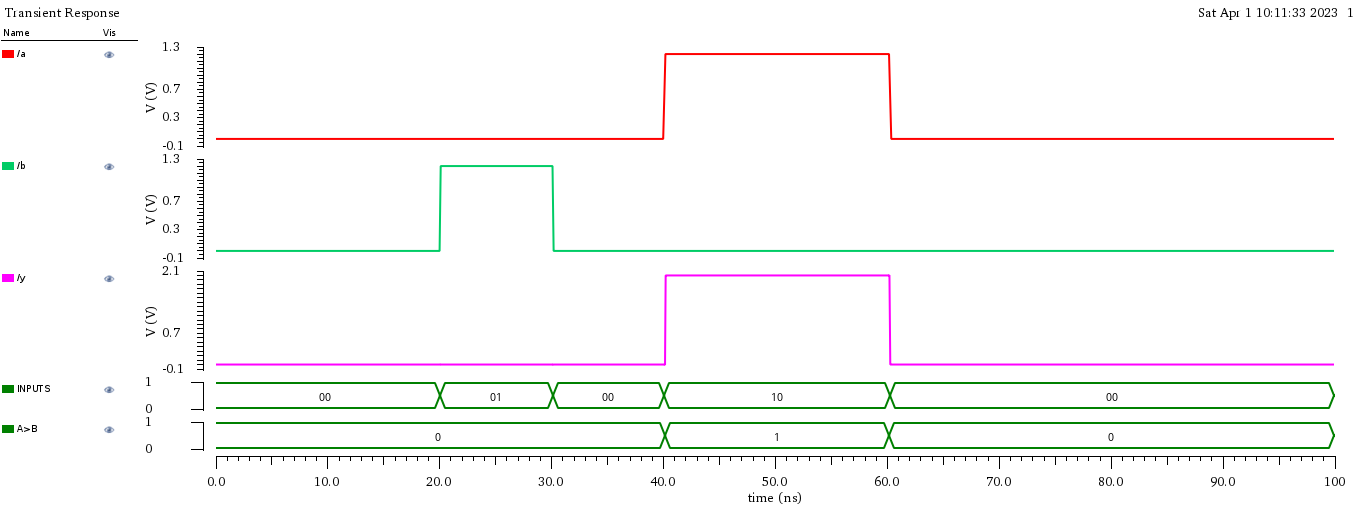 Transient Response
Sat Apr 1 10:11:33 2023 1
Name Vis
/a
V (V)
1.3
0.7
0.3
-0.1
/b
V (V)
1.3
0.7
0.3
-0.1
/y
V (V)
2.1
0.7
-0.1
INPUTS
1
0
00 01 00 10 00
A>B
1
0
0 1 0
0.0 10.0 20.0 30.0 40.0 50.0 60.0 70.0 80.0 90.0 100
time (ns)